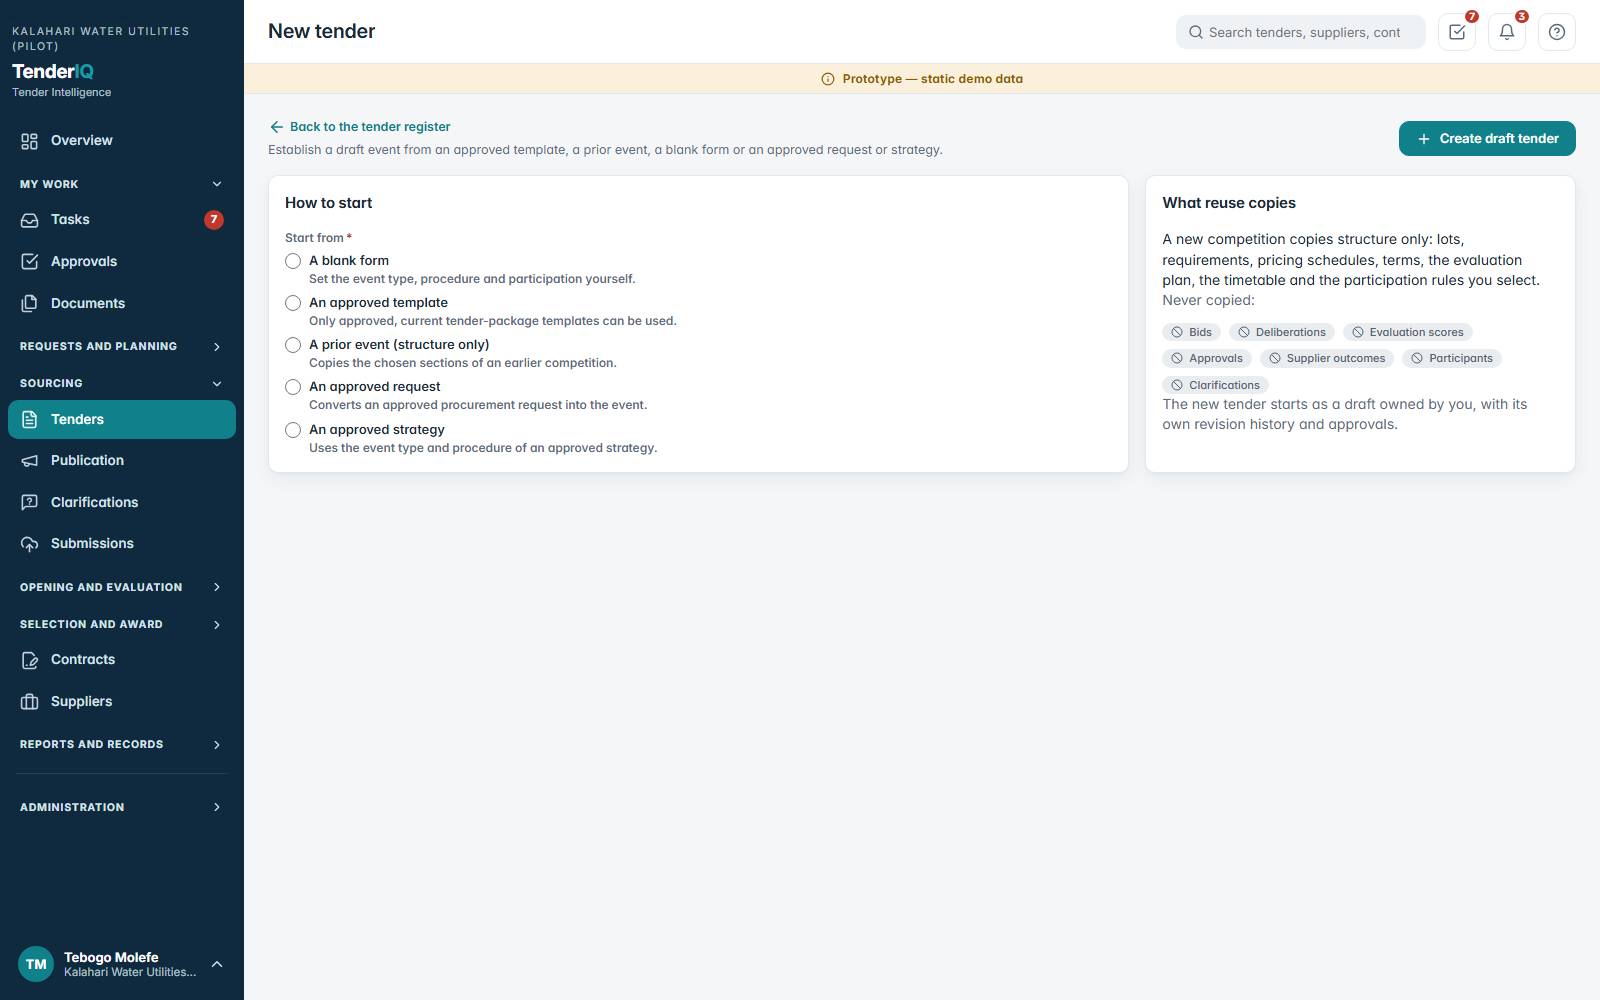 KALAHARI WATER UTILITIES
(PILOT)
TenderIQ
Tender Intelligence
Overview
MY WORK
Tasks
7
Approvals
Documents
REQUESTS AND PLANNING
SOURCING
Tenders
Publication
Clarifications
Submissions
OPENING AND EVALUATION
SELECTION AND AWARD
Contracts
Suppliers
REPORTS AND RECORDS
ADMINISTRATION
TM
Tebogo Molefe
Kalahari Water Utilities...
New tender
Search tenders, suppliers, cont
7
3
Prototype — static demo data
Back to the tender register
Establish a draft event from an approved template, a prior event, a blank form or an approved request or strategy.
Create draft tender
How to start
Start from *
A blank form
Set the event type, procedure and participation yourself.
An approved template
Only approved, current tender-package templates can be used.
A prior event (structure only)
Copies the chosen sections of an earlier competition.
An approved request
Converts an approved procurement request into the event.
An approved strategy
Uses the event type and procedure of an approved strategy.
What reuse copies
A new competition copies structure only: lots,
requirements, pricing schedules, terms, the evaluation
plan, the timetable and the participation rules you select.
Never copied:
Bids Deliberations Evaluation scores
Approvals Supplier outcomes Participants
Clarifications
The new tender starts as a draft owned by you, with its
own revision history and approvals.